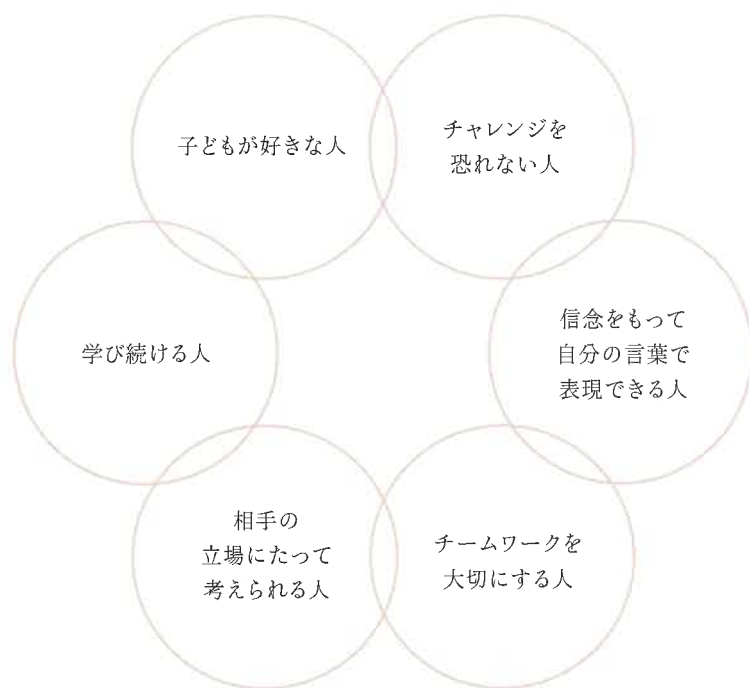 子どもが好きな人
チャレンジを
恐れない人
学び続ける人
信念をもって
自分の言葉で
表現できる人
相手の
立場にたって
考えられる人
チームワークを
大切にする人